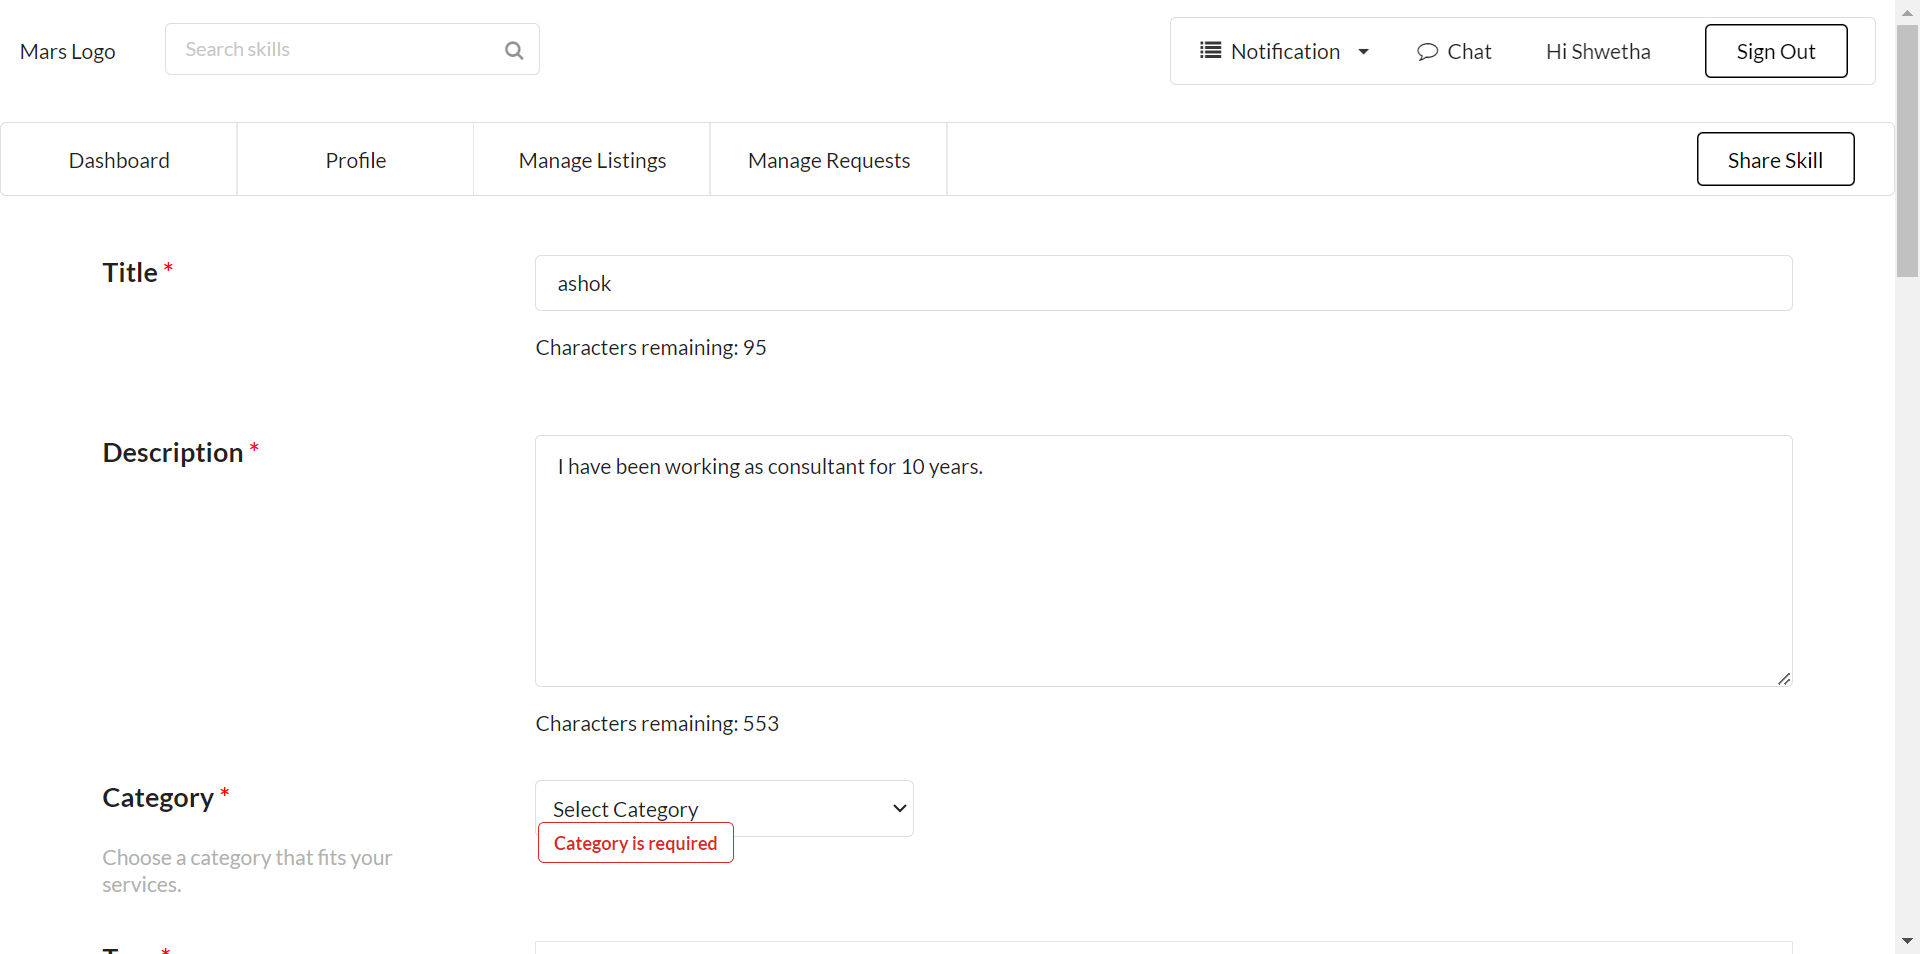 Mars Logo
Search skills
Notification
Chat
Hi Shwetha
Sign Out
Dashboard
Profile
Manage Listings
Manage Requests
Share Skill
Title *
ashok
Characters remaining: 95
Description *
I have been working as consultant for 10 years.
Characters remaining: 553
Category *
Select Category
Category is required
Choose a category that fits your
services.